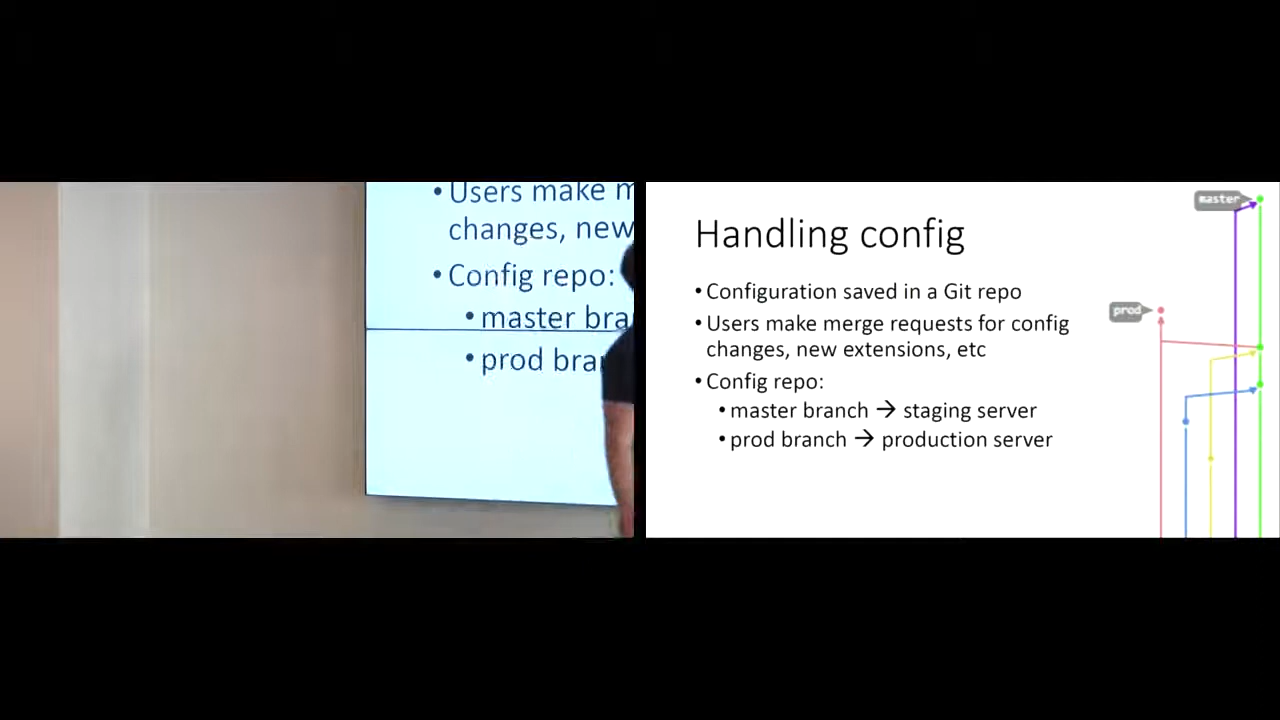 • Users make m
changes, new
• Config repo:
• master bra
• prod bra
Handling config
• Configuration saved in a Git repo
• Users make merge requests for config
changes, new extensions, etc
• Config repo:
• master branch → staging server
• prod branch → production server
master
prod